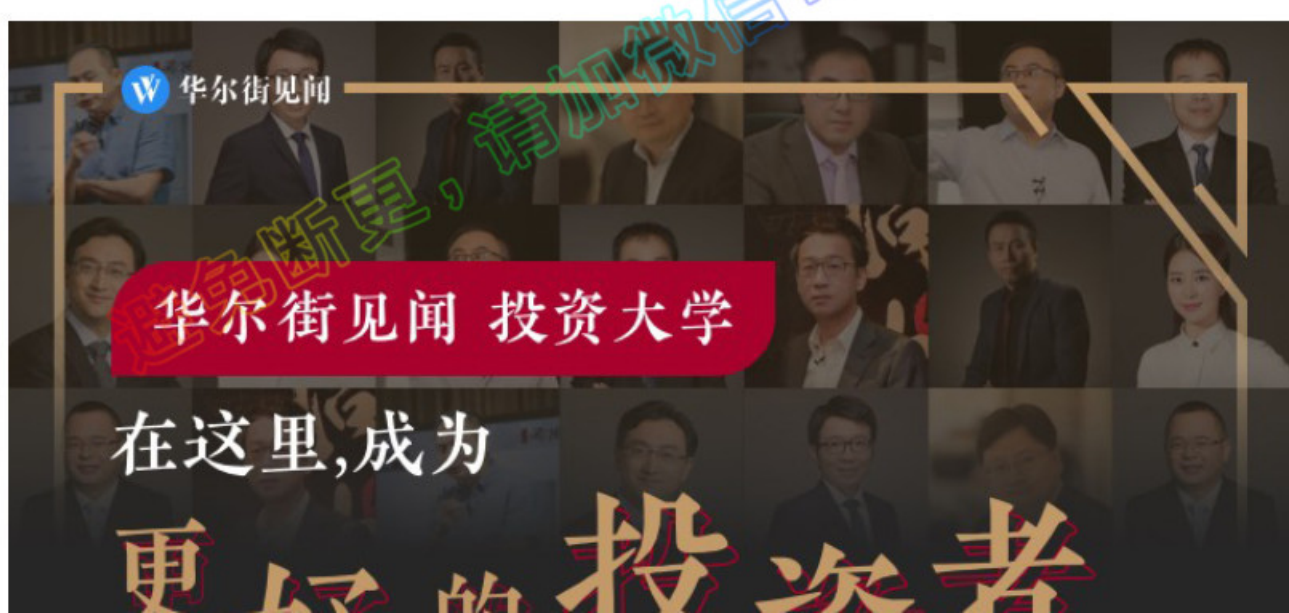 避免断更，请加微信
华尔街见闻
华尔街见闻 投资大学
在这里,成为
更好的投资者